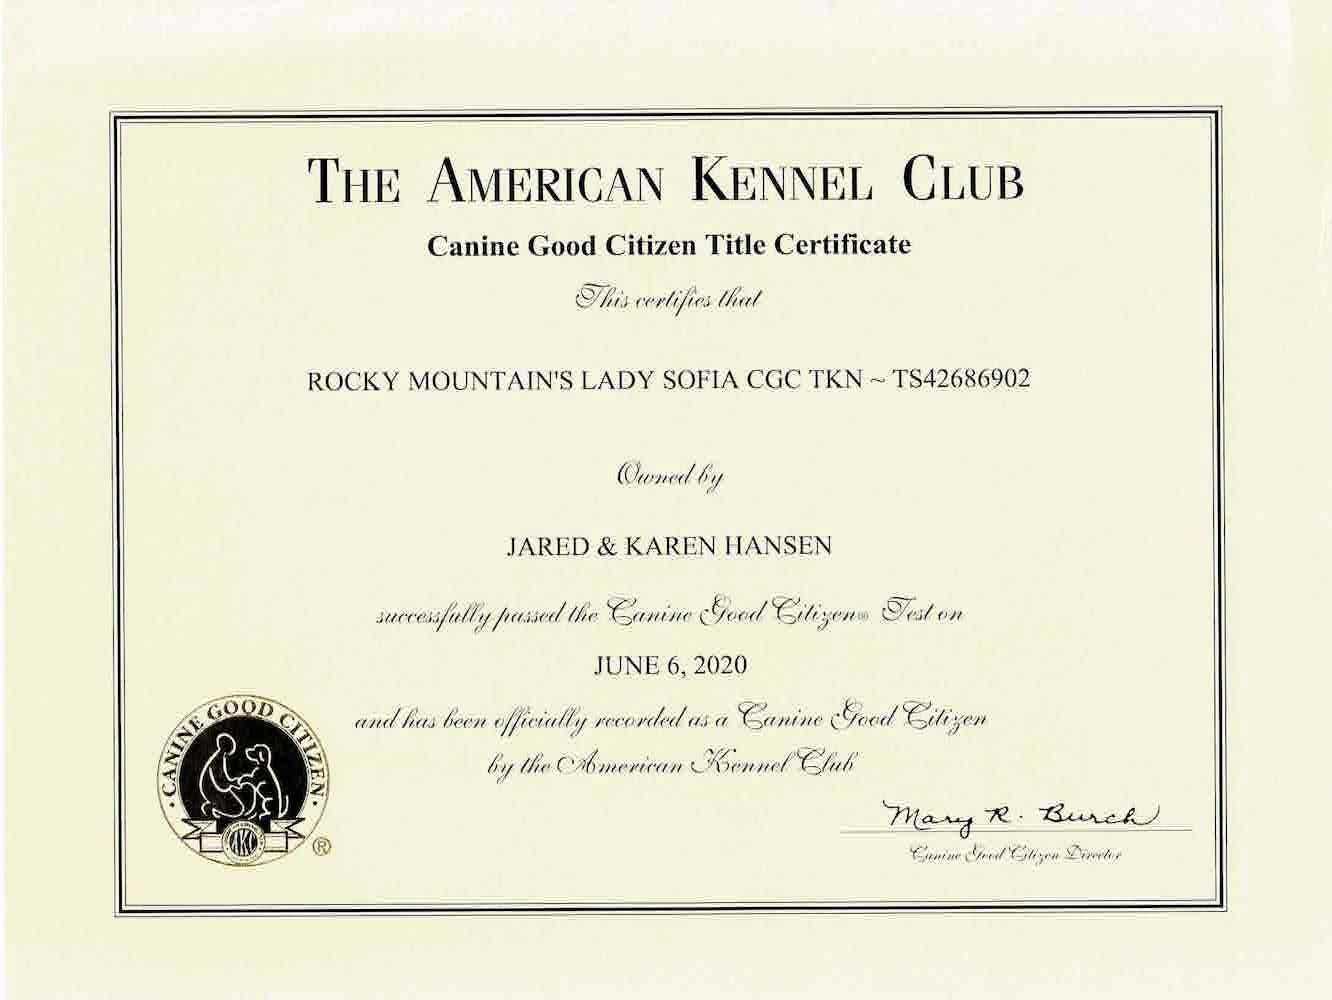 THE AMERICAN KENNEL CLUB
Canine Good Citizen Title Certificate
This certifies that
ROCKY MOUNTAIN'S LADY SOFIA CGC TKN ~ TS42686902
Owned by
JARED & KAREN HANSEN
successfully passed the Canine Good Citizen® Test on
JUNE 6, 2020
and has been officially recorded as a Canine Good Citizen
by the American Kennel Club
· CANINE GOOD CITIZEN ·
AKC
®
Mary R. Burch
Canine Good Citizen Director